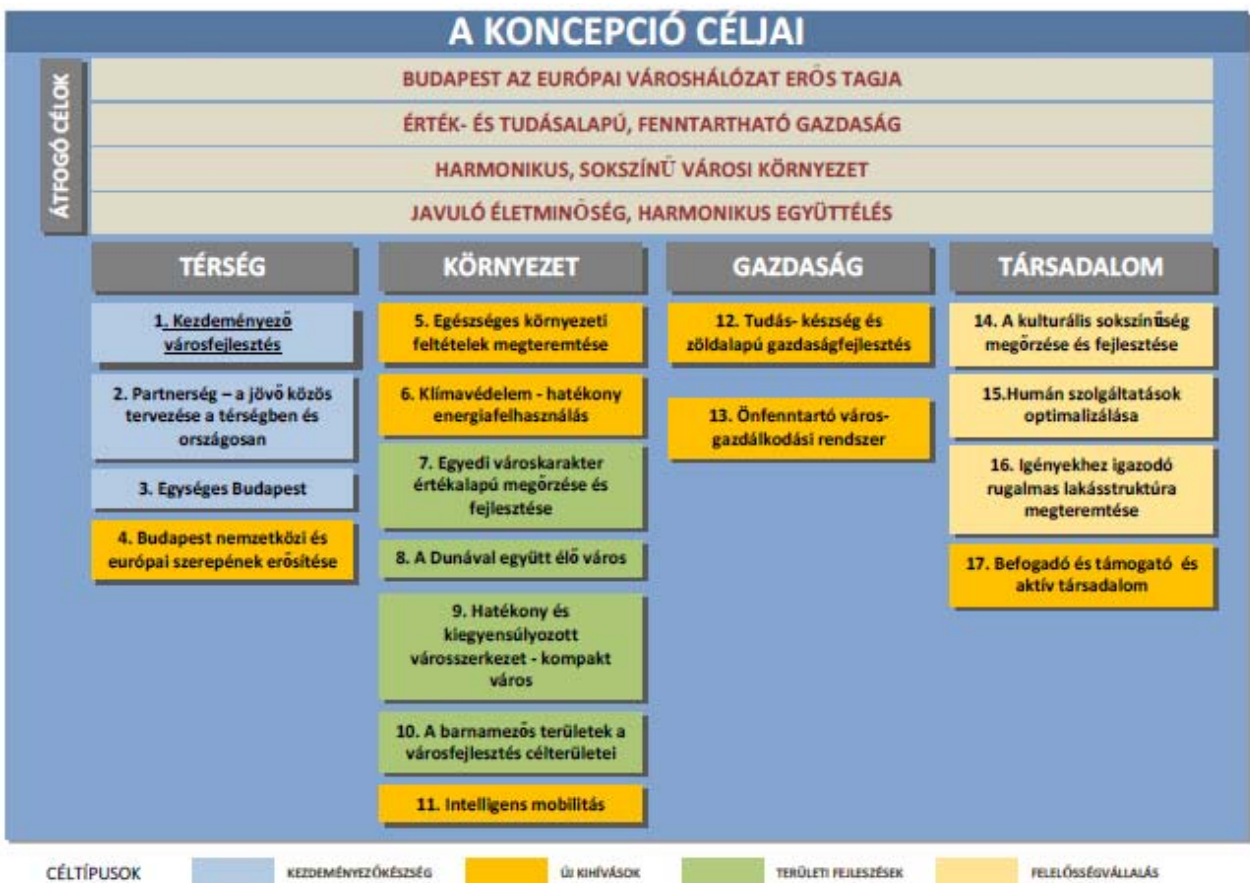 A KONCEPCIÓ CÉLJAI
ÁTFOGÓ CÉLOK
BUDAPEST AZ EURÓPAI VÁROSHÁLÓZAT ERŐS TAGJA
ÉRTÉK- ÉS TUDÁSALAPÚ, FENNTARTHATÓ GAZDASÁG
HARMONIKUS, SOKSZÍNŰ VÁROSI KÖRNYEZET
JAVULÓ ÉLETMINŐSÉG, HARMONIKUS EGYÜTTÉLÉS
TÉRSÉG
1. Kezdeményező
városfejlesztés
2. Partnerség – a jövő közös
tervezése a térségben és
országosan
3. Egységes Budapest
4. Budapest nemzetközi és
európai szerepének erősítése
KÖRNYEZET
5. Egészséges környezeti
feltételek megteremtése
6. Klímavédelem - hatékony
energiafelhasználás
7. Egyedi városkarakter
értékalapú megőrzése és
fejlesztése
8. A Dunával együtt élő város
9. Hatékony és
kiegyensúlyozott
városszerkezet - kompakt
város
10. A barnamezős területek a
városfejlesztés célterületei
11. Intelligens mobilitás
GAZDASÁG
12. Tudás- készség és
zöldalapú gazdaságfejlesztés
13. Önfenntartó város-
gazdálkodási rendszer
TÁRSADALOM
14. A kulturális sokszínűség
megőrzése és fejlesztése
15.Humán szolgáltatások
optimalizálása
16. Igényekhez igazodó
rugalmas lakásstruktúra
megteremtése
17. Befogadó és támogató és
aktív társadalom
CÉLTÍPUSOK
KEZDEMÉNYEZŐKÉSZSÉG
ÚJ KIHÍVÁSOK
TERÜLETI FEJLESZÉSEK
FELELŐSSÉGVÁLLALÁS